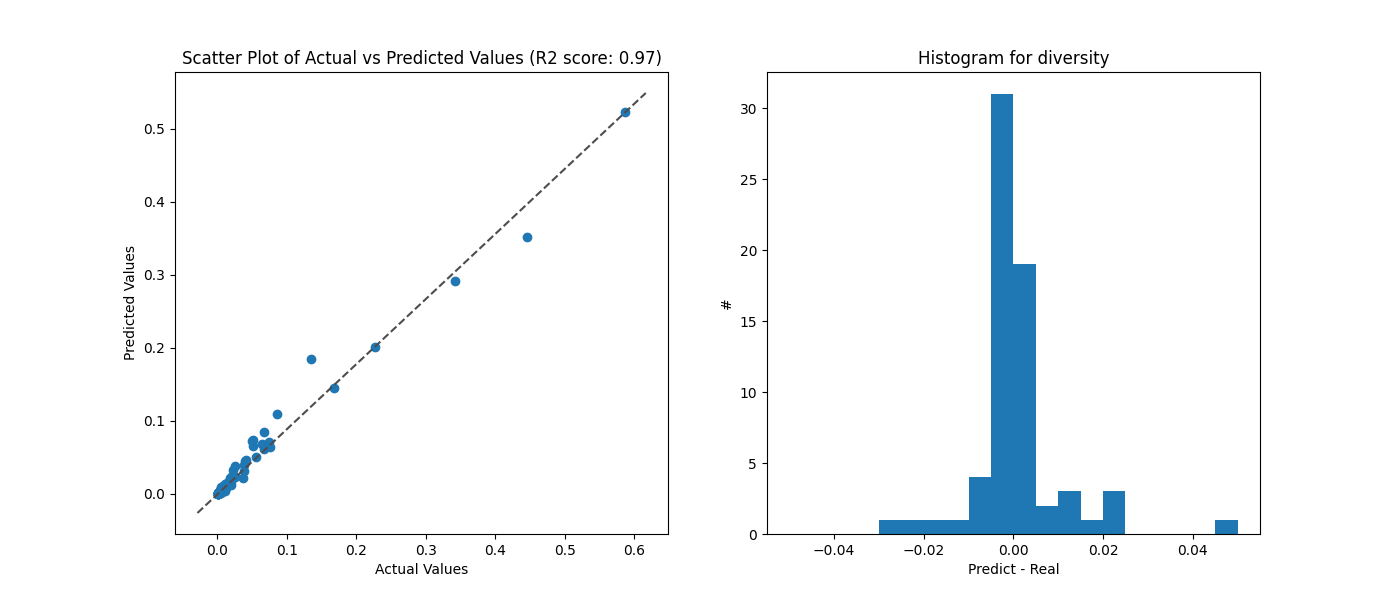 Scatter Plot of Actual vs Predicted Values (R2 score: 0.97)
0.5
0.4
0.3
0.2
0.1
0.0
Predicted Values
0.0 0.1 0.2 0.3 0.4 0.5 0.6
Actual Values
Histogram for diversity
30
25
20
15
10
5
0
#
−0.04 −0.02 0.00 0.02 0.04
Predict - Real